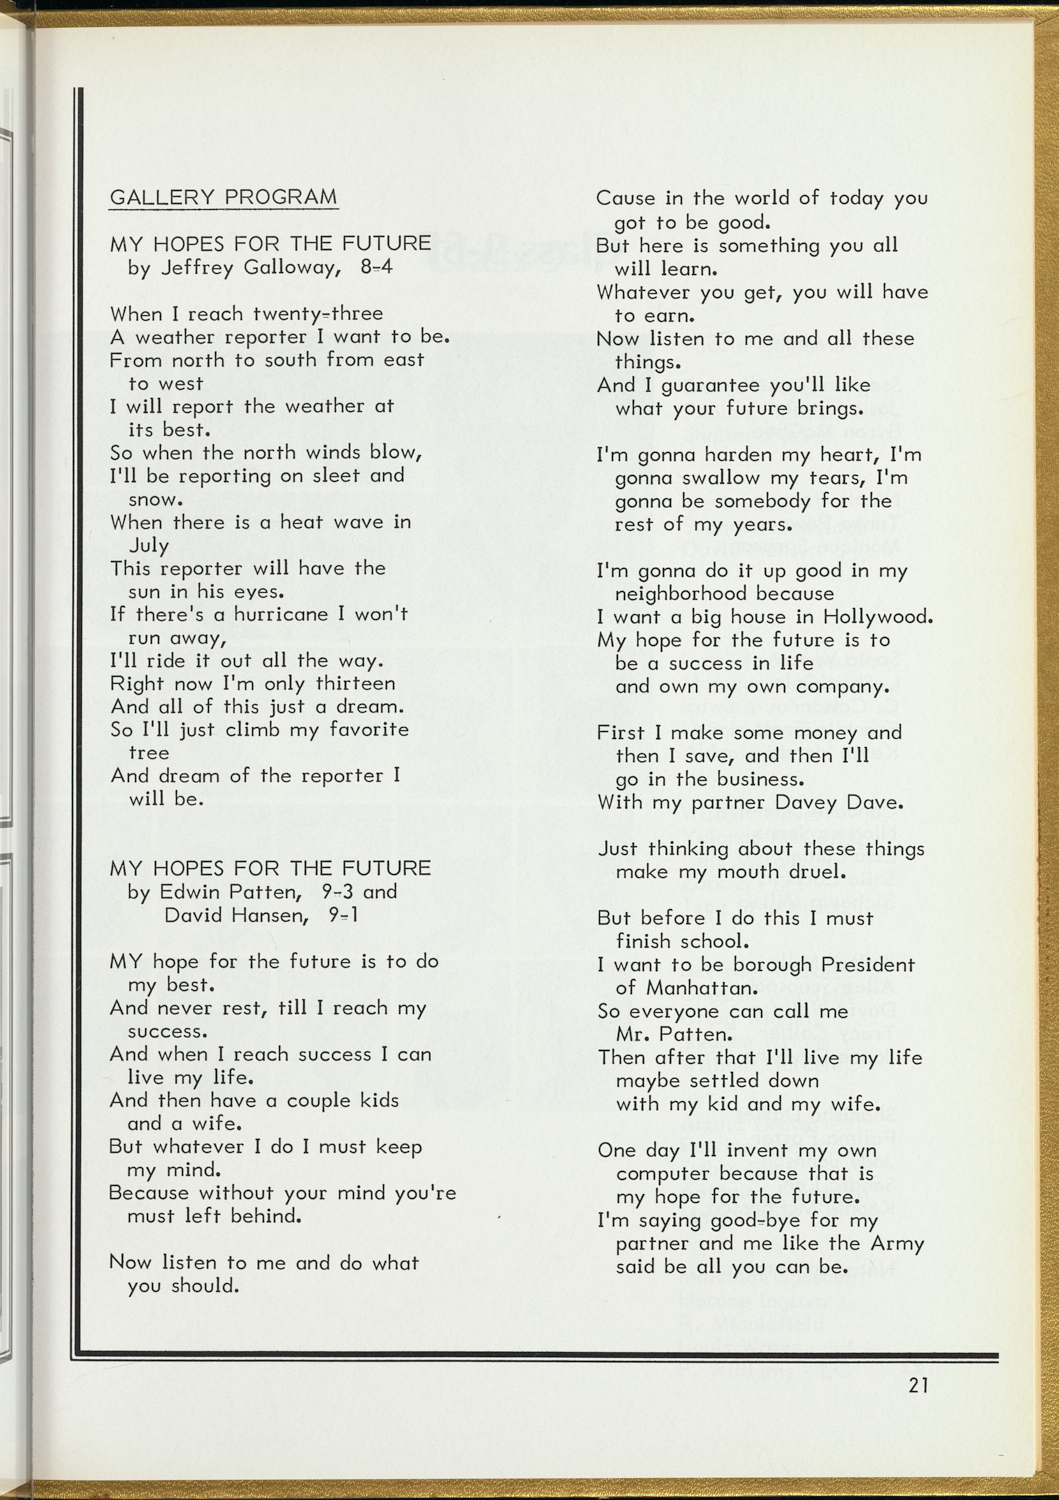 GALLERY PROGRAM
MY HOPES FOR THE FUTURE
by Jeffrey Galloway, 8-4
When I reach twenty-three
A weather reporter I want to be.
From north to south from east
to west
I will report the weather at
its best.
So when the north winds blow,
I'll be reporting on sleet and
snow.
When there is a heat wave in
July
This reporter will have the
sun in his eyes.
If there's a hurricane I won't
run away,
I'll ride it out all the way.
Right now I'm only thirteen
And all of this just a dream.
So I'll just climb my favorite
tree
And dream of the reporter I
will be.
MY HOPES FOR THE FUTURE
by Edwin Patten, 9-3 and
David Hansen, 9-1
MY hope for the future is to do
my best.
And never rest, till I reach my
success.
And when I reach success I can
live my life.
And then have a couple kids
and a wife.
But whatever I do I must keep
my mind.
Because without your mind you're
must left behind.
Now listen to me and do what
you should.
Cause in the world of today you
got to be good.
But here is something you all
will learn.
Whatever you get, you will have
to earn.
Now listen to me and all these
things.
And I guarantee you'll like
what your future brings.
I'm gonna harden my heart, I'm
gonna swallow my tears, I'm
gonna be somebody for the
rest of my years.
I'm gonna do it up good in my
neighborhood because
I want a big house in Hollywood.
My hope for the future is to
be a success in life
and own my own company.
First I make some money and
then I save, and then I'll
go in the business.
With my partner Davey Dave.
Just thinking about these things
make my mouth druel.
But before I do this I must
finish school.
I want to be borough President
of Manhattan.
So everyone can call me
Mr. Patten.
Then after that I'll live my life
maybe settled down
with my kid and my wife.
One day I'll invent my own
computer because that is
my hope for the future.
I'm saying good-bye for my
partner and me like the Army
said be all you can be.
21